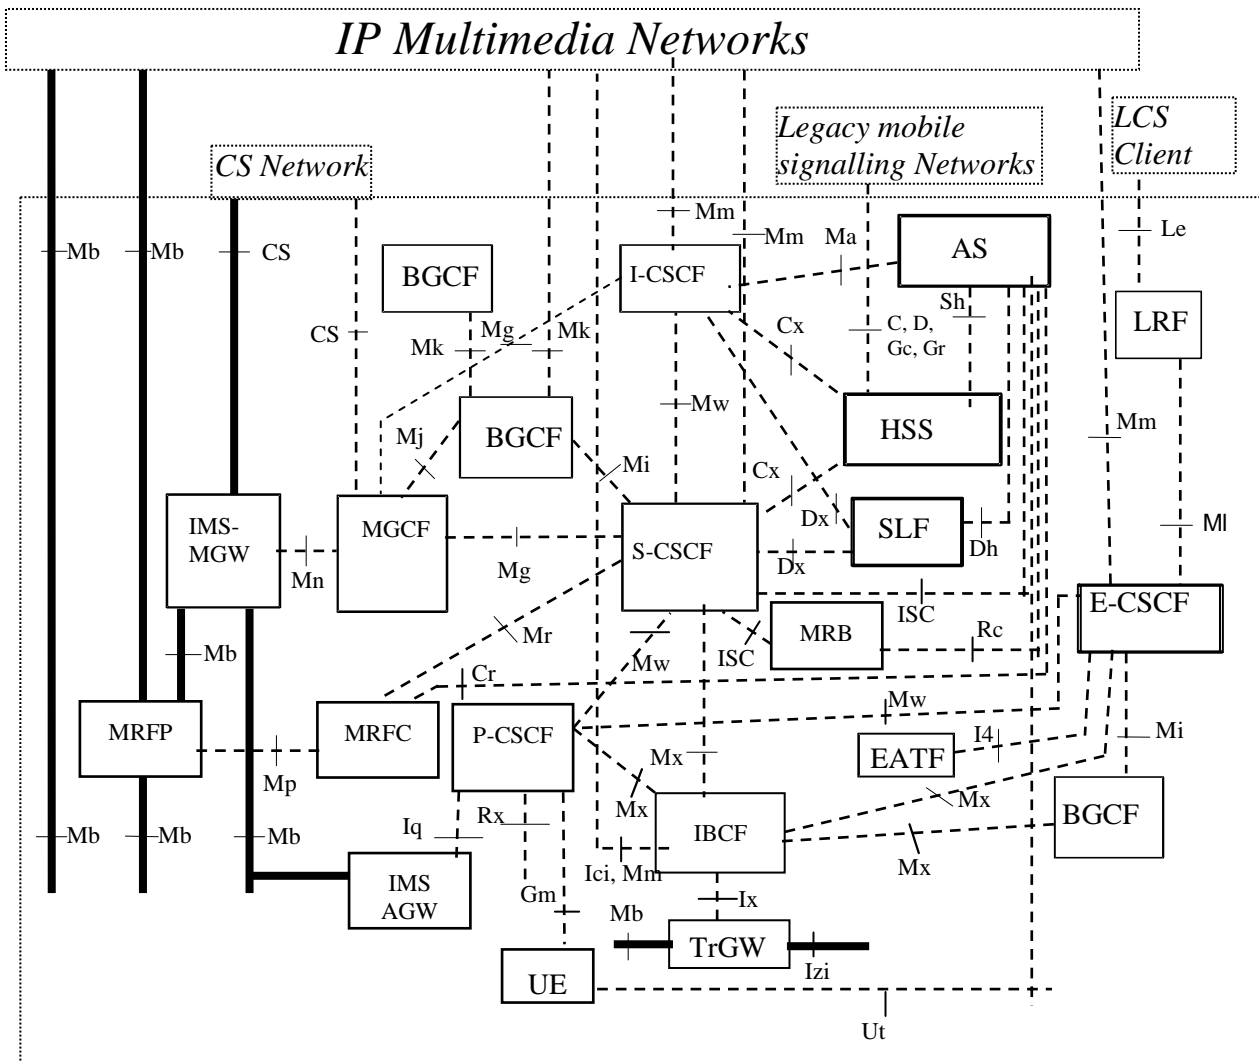 IP Multimedia Networks
Legacy mobile
signalling Networks
LCS
Client
CS Network
Mm
Mm
Ma
Le
Mb
Mb
CS
BGCF
I-CSCF
AS
Sh
LRF
CS
Mk
Mg
Mk
Cx
C, D,
Gc, Gr
Mw
Mj
BGCF
Mi
HSS
Mm
Cx
IMS-
MGW
MGCF
S-CSCF
Dx
SLF
Dh
Ml
Mn
Mg
Dx
ISC
E-CSCF
Mr
Mw
ISC
MRB
Rc
Mb
Cr
Mw
MRFP
MRFC
P-CSCF
Mx
EATF
I4
Mi
Mp
Mx
Mx
BGCF
Mb
Mb
Mb
Iq
Rx
IBCF
Mx
IMS
AGW
Gm
Ici, Mm
Ix
Mb
TrGW
Izi
UE
Ut